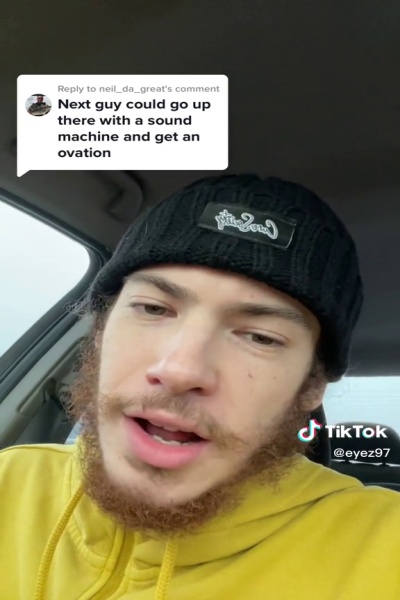 Reply to neil_da_great's comment
Next guy could go up
there with a sound
machine and get an
ovation
TikTok
@eyez97